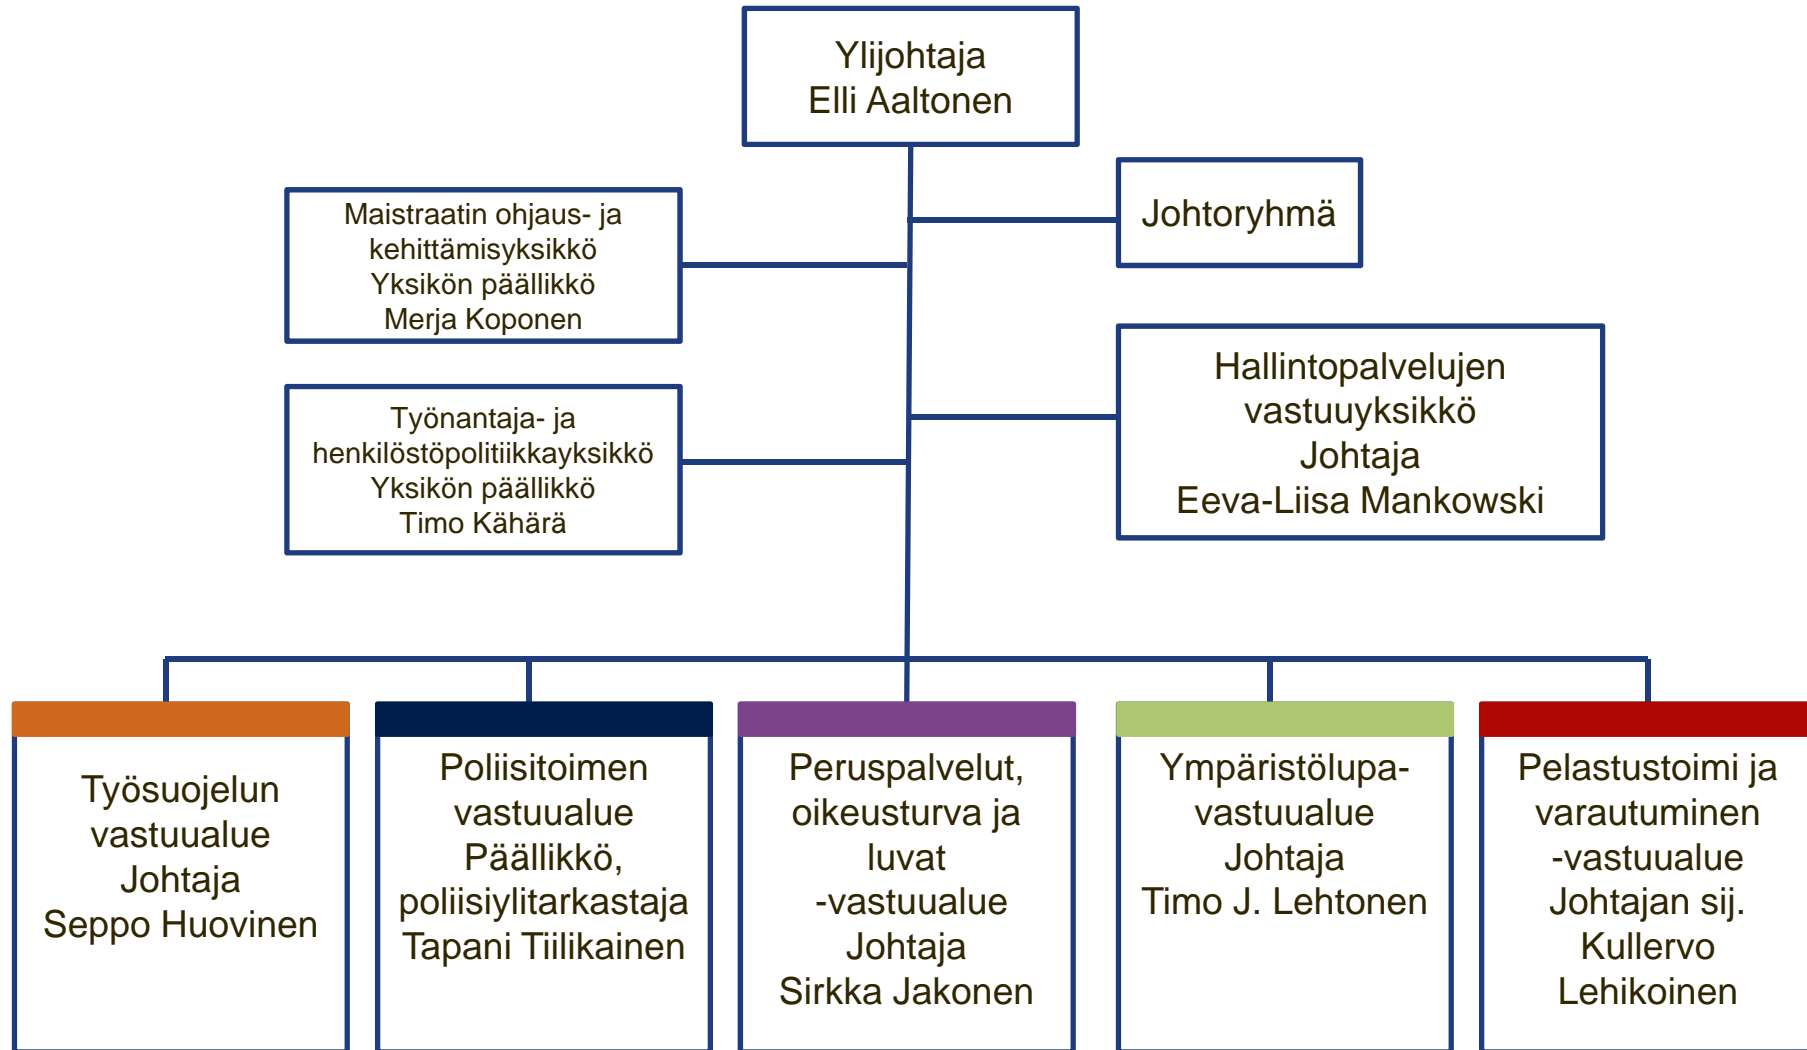 Ylijohtaja
Elli Aaltonen
Johtoryhmä
Maistraatin ohjaus- ja
kehittämisyksikkö
Yksikön päällikkö
Merja Koponen
Hallintopalvelujen
vastuuyksikkö
Johtaja
Eeva-Liisa Mankowski
Työnantaja- ja
henkilöstöpolitiikkayksikkö
Yksikön päällikkö
Timo Kähärä
Työsuojelun
vastuualue
Johtaja
Seppo Huovinen
Poliisitoimen
vastuualue
Päällikkö,
poliisiylitarkastaja
Tapani Tiilikainen
Peruspalvelut,
oikeusturva ja
luvat
-vastuualue
Johtaja
Sirkka Jakonen
Ympäristölupa-
vastuualue
Johtaja
Timo J. Lehtonen
Pelastustoimi ja
varautuminen
-vastuualue
Johtajan sij.
Kullervo
Lehikoinen